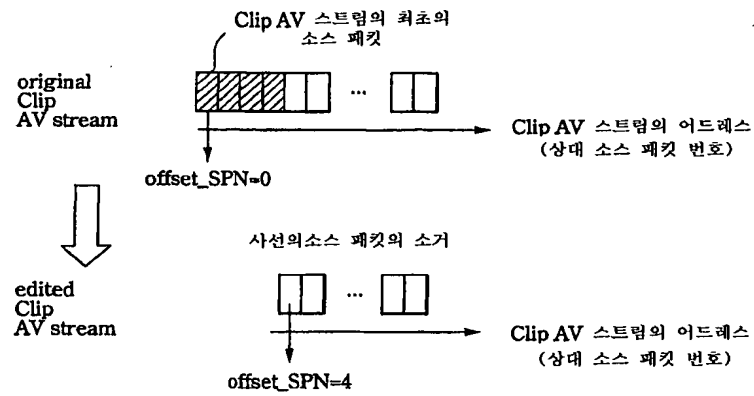 Clip AV 스트림의 최초의
소스 패킷
original
Clip
AV stream
...
Clip AV 스트림의 어드레스
(상대 소스 패킷 번호)
offset_SPN=0
사선의소스 패킷의 소거
edited
Clip
AV stream
...
Clip AV 스트림의 어드레스
(상대 소스 패킷 번호)
offset_SPN=4